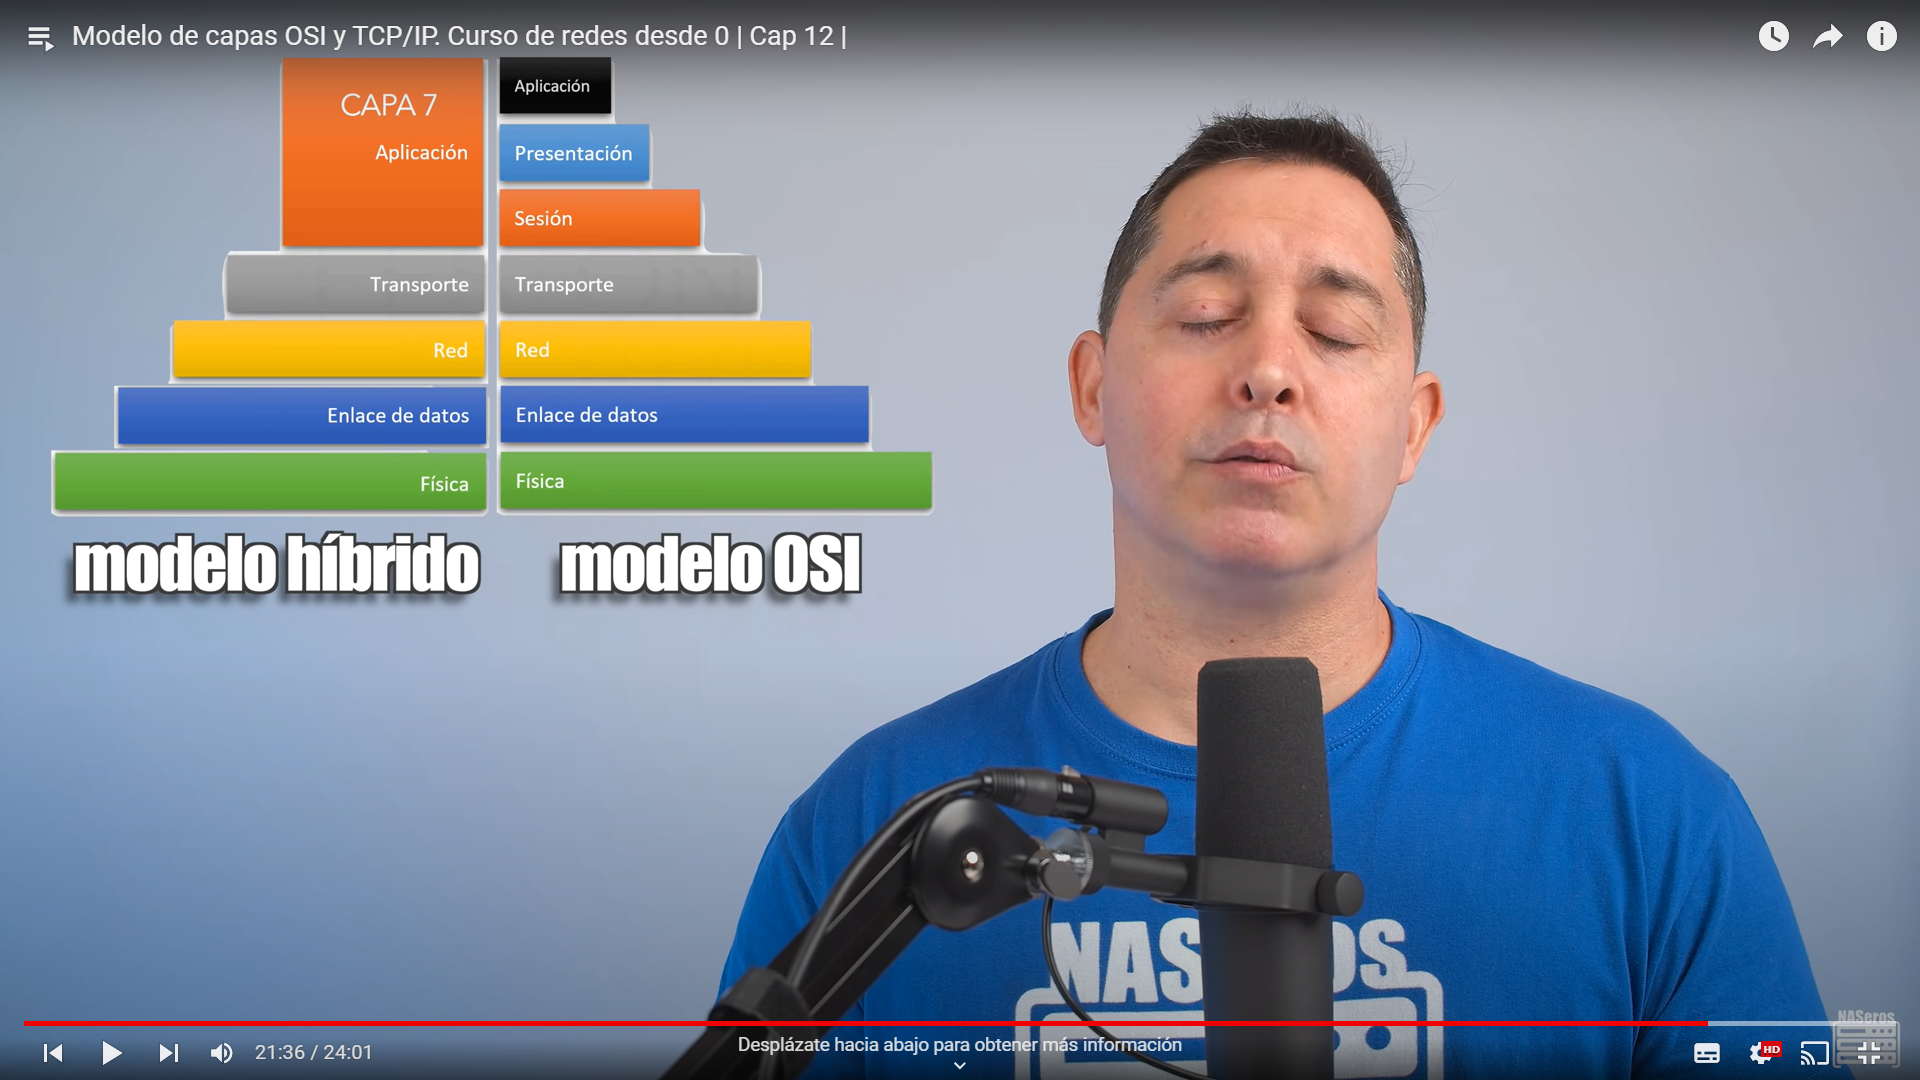 Modelo de capas OSI y TCP/IP. Curso de redes desde 0 | Cap 12 |
CAPA 7
Aplicación
Aplicación
Presentación
Sesión
Transporte
Transporte
Red
Red
Enlace de datos
Enlace de datos
Física
Física
modelo híbrido
modelo OSI
NAS OS
NASeros
21:36 / 24:01
Desplázate hacia abajo para obtener más información
HD